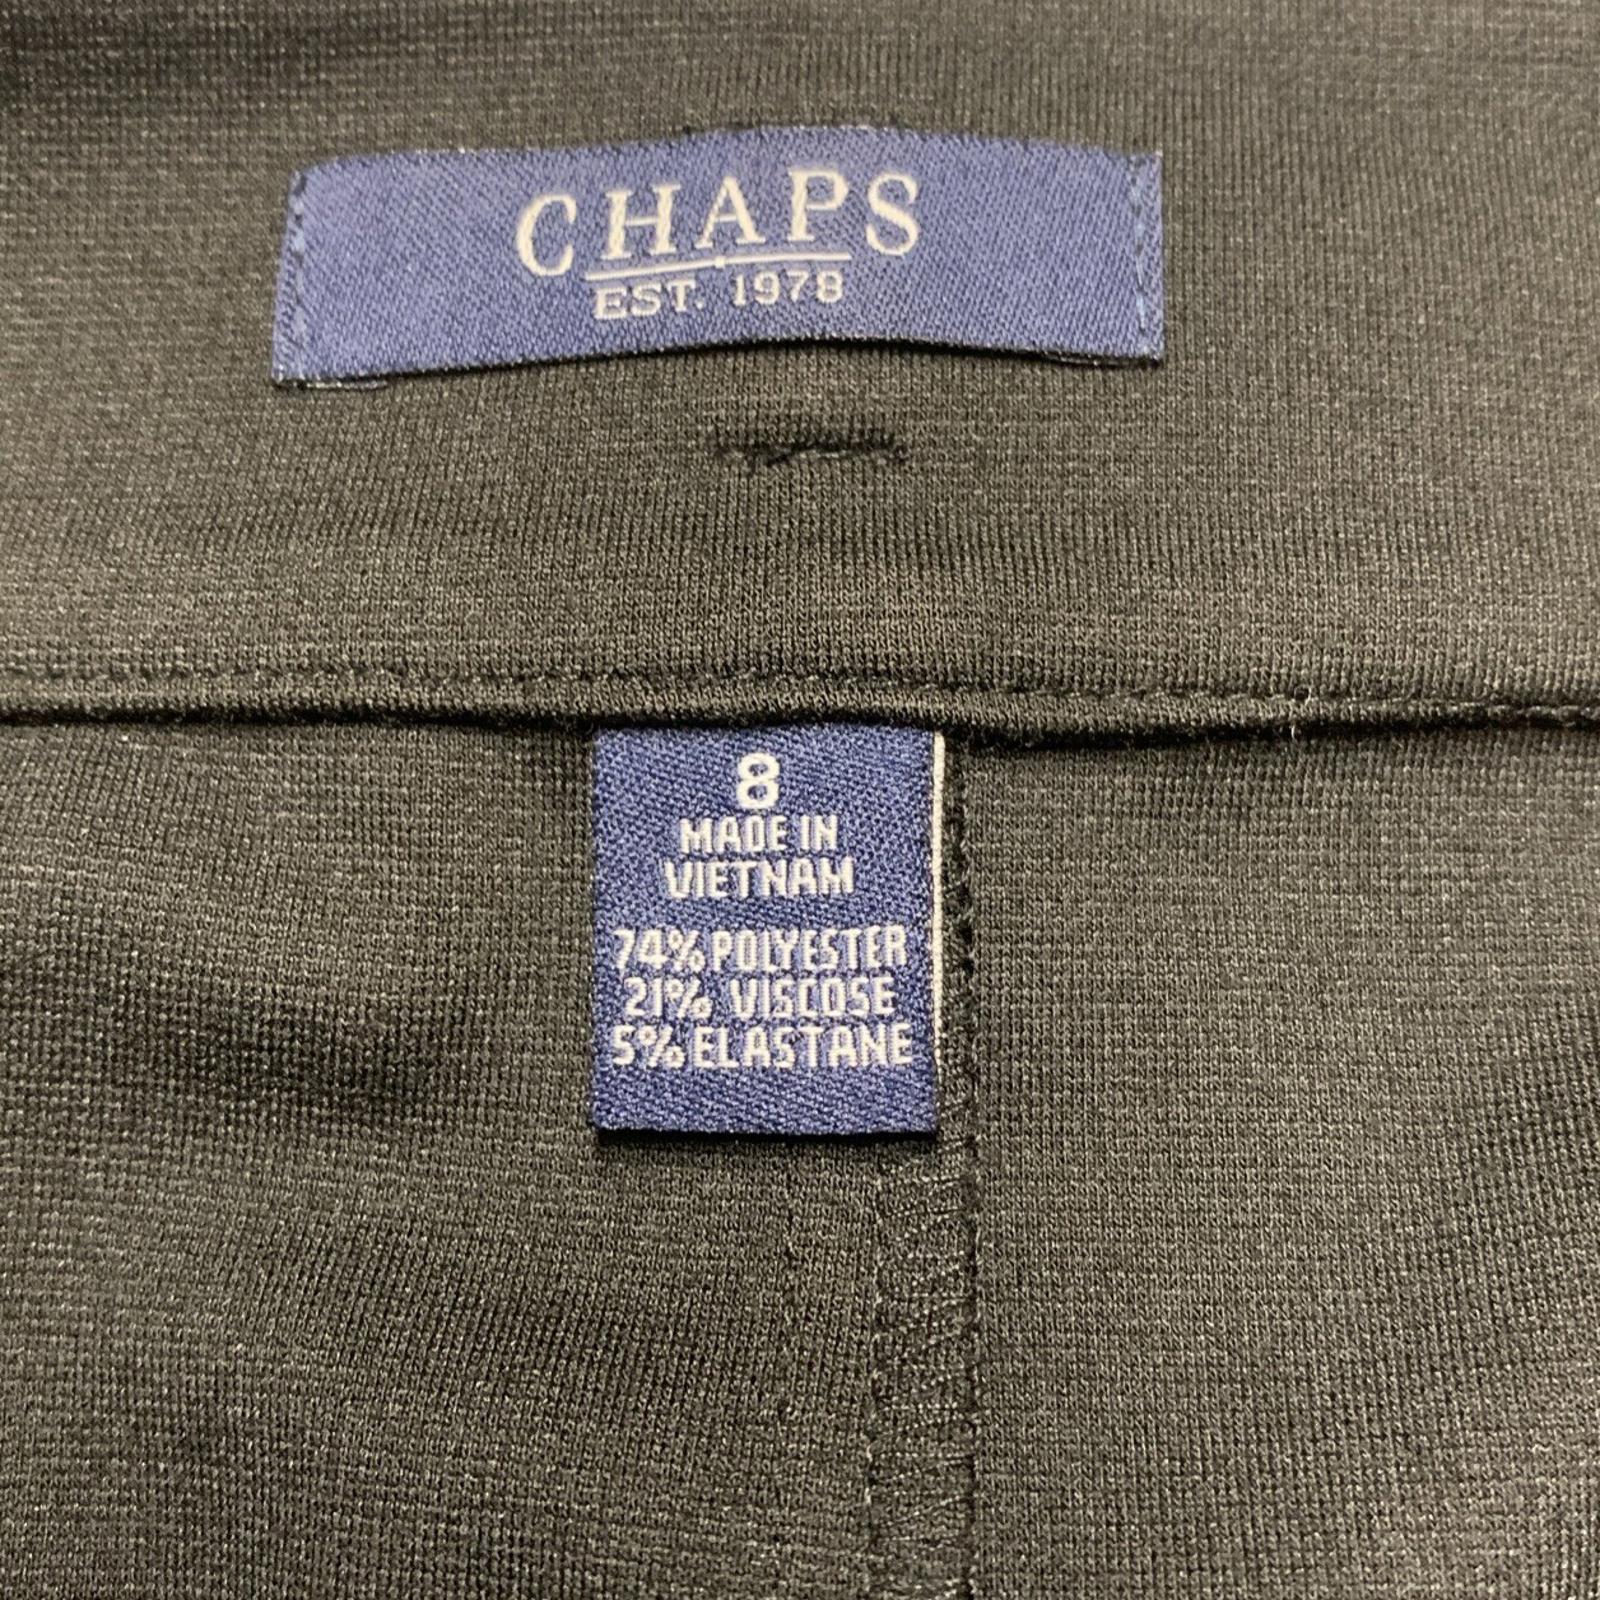 CHAPS
EST. 1978
8
MADE IN
VIETNAM
74% POLYESTER
21% VISCOSE
5% ELASTANE